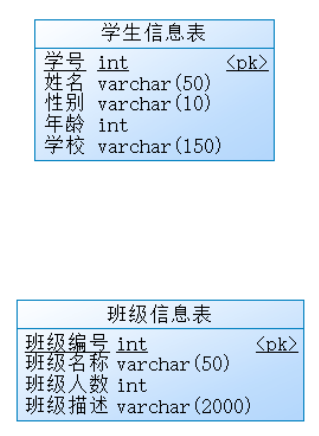 学生信息表
学号 int <pk>
姓名 varchar(50)
性别 varchar(10)
年龄 int
学校 varchar(150)
班级信息表
班级编号 int <pk>
班级名称 varchar(50)
班级人数 int
班级描述 varchar(2000)